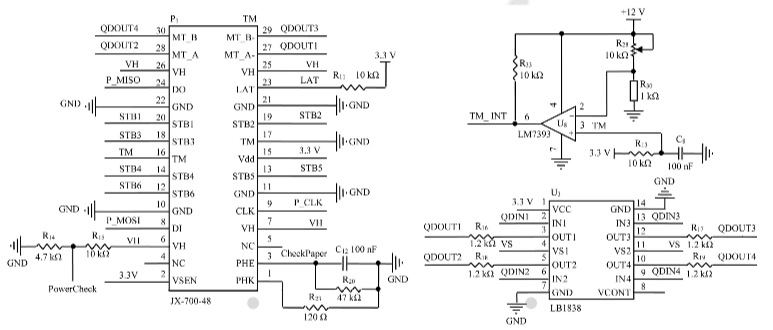 P1 TM
QDOUT4 30 MT_B MT_B- 29 QDOUT3
QDOUT2 28 MT_A MT_A- 27 QDOUT1
VH 26 VH VH 25 VH
P_MISO 24 DO LAT 23 LAT R11 10 kΩ 3.3 V
GND 22 GND GND 21 GND
STB1 20 STB1 STB2 19 STB2
STB3 18 STB3 TM 17 GND
TM 16 TM Vdd 15 3.3 V
STB4 14 STB4 STB5 13 STB5
STB6 12 STB6 GND 11 GND
GND 10 GND CLK 9 P_CLK
P_MOSI 8 DI VH 7 VH
GND R14 4.7 kΩ R15 10 kΩ VH 6 VH NC 5
4 NC PHE 3 CheckPaper C12 100 nF GND
PowerCheck 3.3V 2 VSEN PHK 1 R20 47 kΩ
JX-700-48 R21 120 Ω
+12 V
R29 10 kΩ
R33 10 kΩ
R30 1 kΩ
TM_INT 6 U8 4 2 3 TM 7
LM7393
3.3 V R13 10 kΩ C8 100 nF
GND
U3
3.3 V 1 VCC GND 14
QDIN1 2 IN1 IN3 13 QDIN3
QDOUT1 R16 1.2 kΩ 3 OUT1 OUT3 12 R17 1.2 kΩ QDOUT3
VS 4 VS1 VS2 11 VS
QDOUT2 R18 1.2 kΩ 5 OUT2 OUT4 10 R19 1.2 kΩ QDOUT4
QDIN2 6 IN2 IN4 9 QDIN4
7 GND VCONT 8
GND LB1838